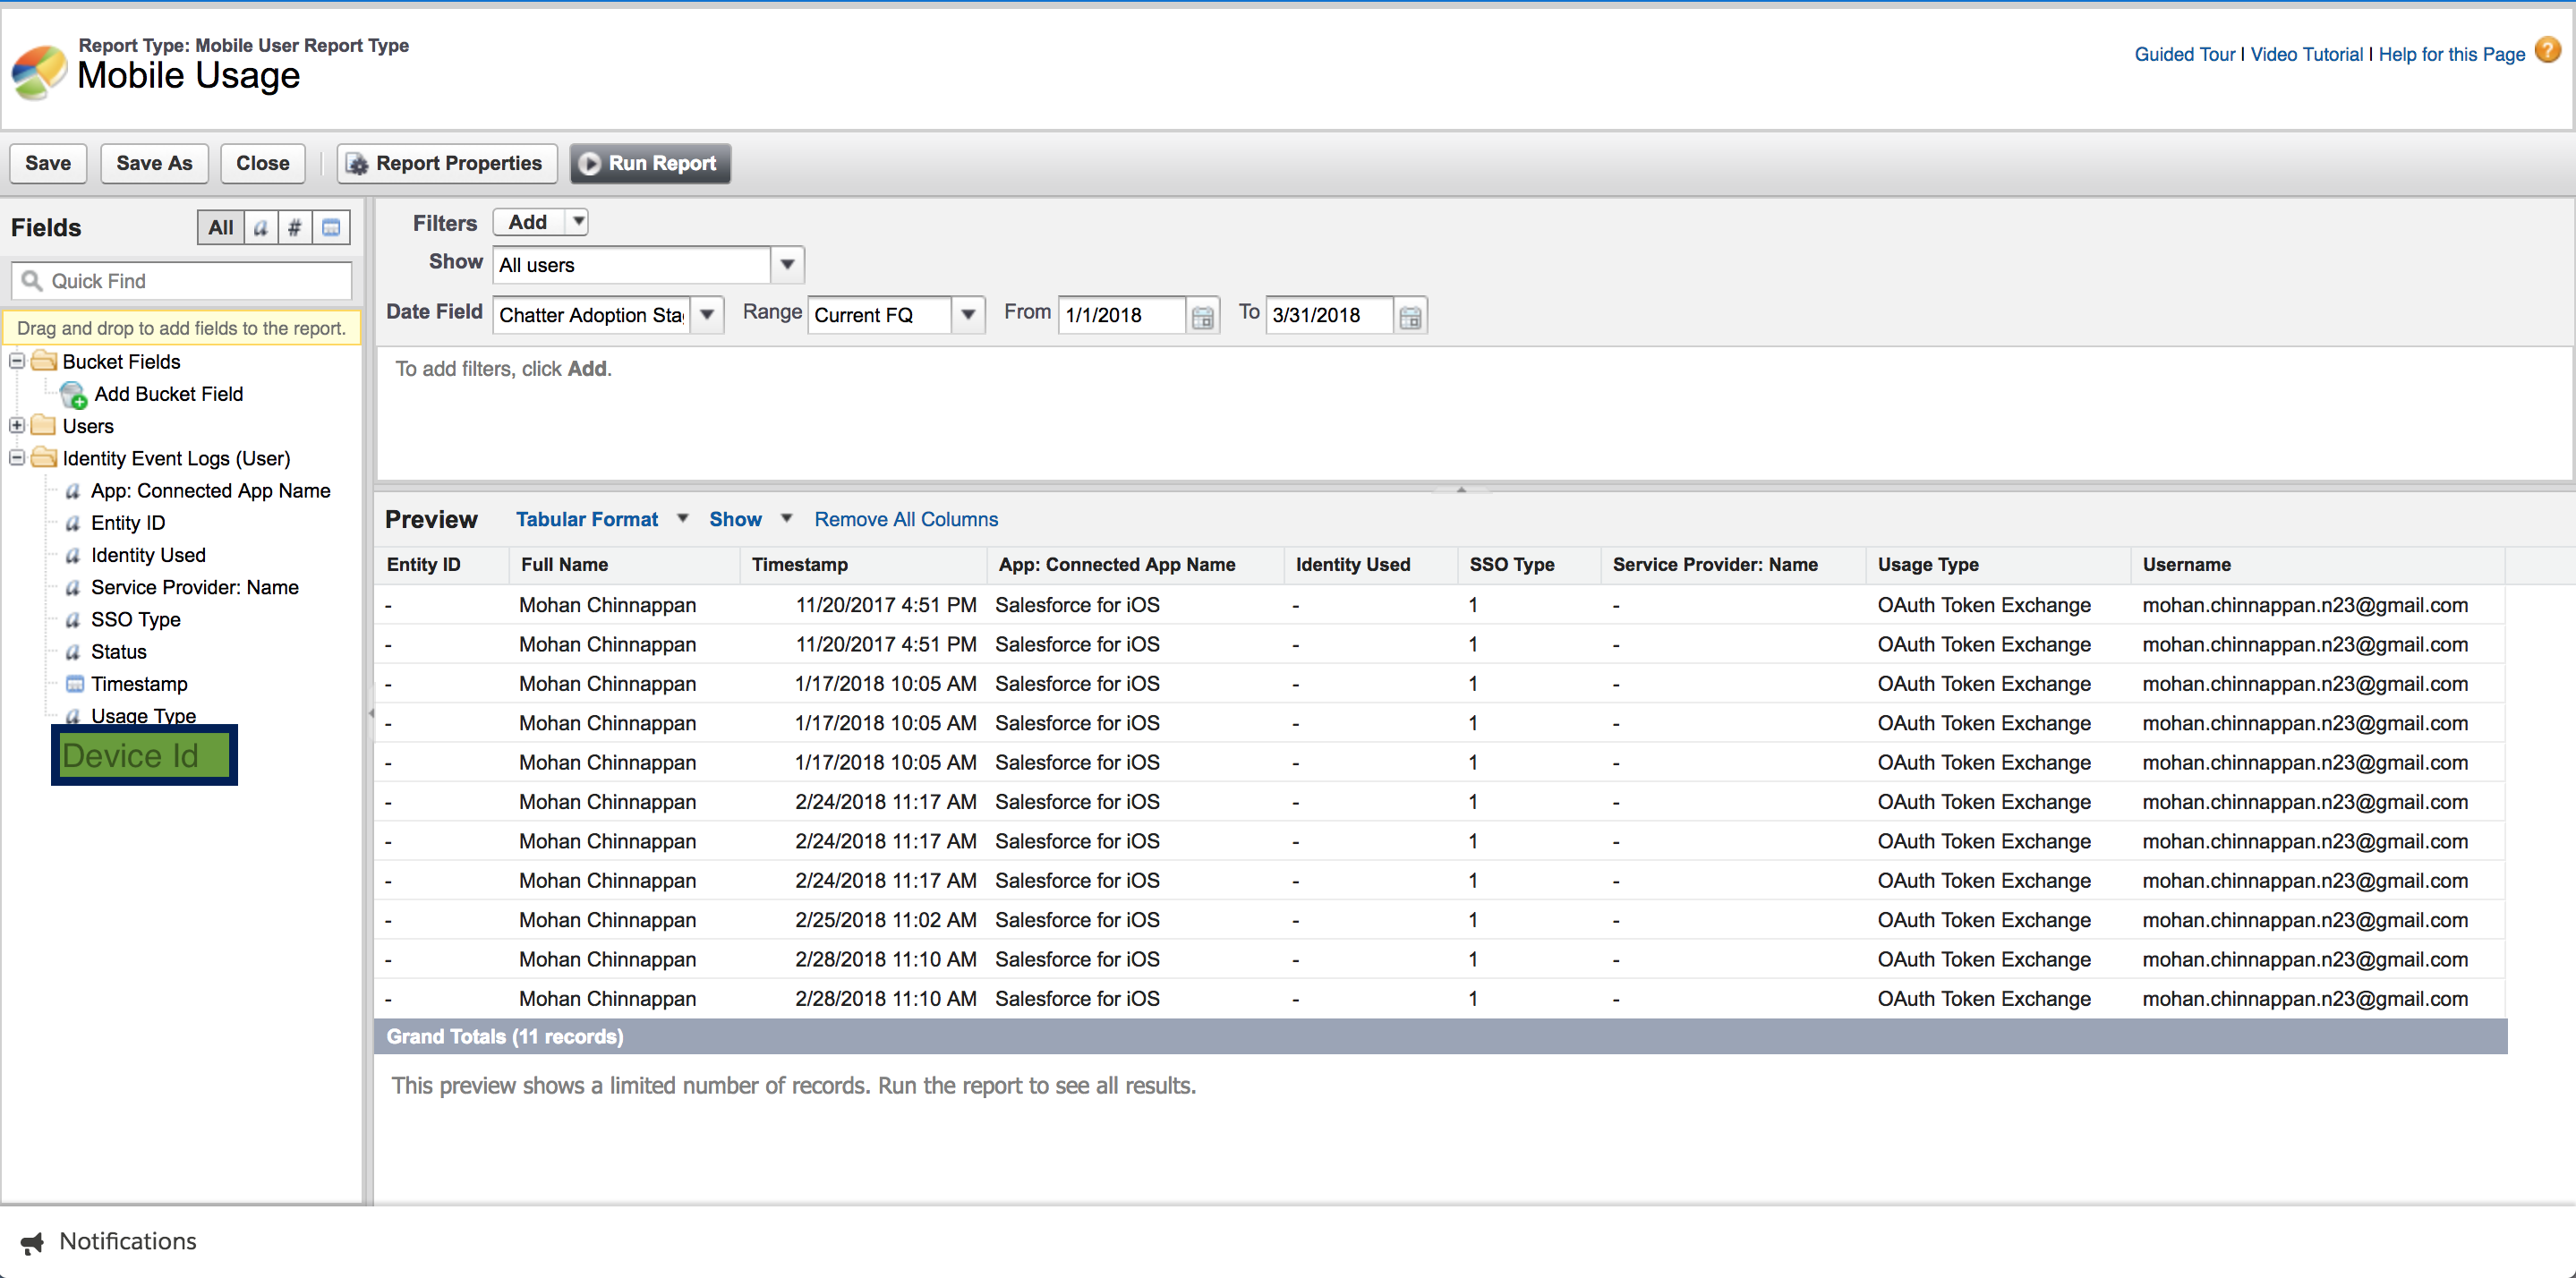 Report Type: Mobile User Report Type
Mobile Usage
Guided Tour | Video Tutorial | Help for this Page ?
Save Save As Close Report Properties Run Report
Fields All a #
Quick Find
Drag and drop to add fields to the report.
Bucket Fields
Add Bucket Field
Users
Identity Event Logs (User)
a App: Connected App Name
a Entity ID
a Identity Used
a Service Provider: Name
a SSO Type
a Status
Timestamp
a Usage Type
Device Id
Filters Add
Show All users
Date Field Chatter Adoption Sta Range Current FQ From 1/1/2018 To 3/31/2018
To add filters, click Add.
Preview Tabular Format Show Remove All Columns
Entity ID Full Name Timestamp App: Connected App Name Identity Used SSO Type Service Provider: Name Usage Type Username
- Mohan Chinnappan 11/20/2017 4:51 PM Salesforce for iOS - 1 - OAuth Token Exchange mohan.chinnappan.n23@gmail.com
- Mohan Chinnappan 11/20/2017 4:51 PM Salesforce for iOS - 1 - OAuth Token Exchange mohan.chinnappan.n23@gmail.com
- Mohan Chinnappan 1/17/2018 10:05 AM Salesforce for iOS - 1 - OAuth Token Exchange mohan.chinnappan.n23@gmail.com
- Mohan Chinnappan 1/17/2018 10:05 AM Salesforce for iOS - 1 - OAuth Token Exchange mohan.chinnappan.n23@gmail.com
- Mohan Chinnappan 1/17/2018 10:05 AM Salesforce for iOS - 1 - OAuth Token Exchange mohan.chinnappan.n23@gmail.com
- Mohan Chinnappan 2/24/2018 11:17 AM Salesforce for iOS - 1 - OAuth Token Exchange mohan.chinnappan.n23@gmail.com
- Mohan Chinnappan 2/24/2018 11:17 AM Salesforce for iOS - 1 - OAuth Token Exchange mohan.chinnappan.n23@gmail.com
- Mohan Chinnappan 2/24/2018 11:17 AM Salesforce for iOS - 1 - OAuth Token Exchange mohan.chinnappan.n23@gmail.com
- Mohan Chinnappan 2/25/2018 11:02 AM Salesforce for iOS - 1 - OAuth Token Exchange mohan.chinnappan.n23@gmail.com
- Mohan Chinnappan 2/28/2018 11:10 AM Salesforce for iOS - 1 - OAuth Token Exchange mohan.chinnappan.n23@gmail.com
- Mohan Chinnappan 2/28/2018 11:10 AM Salesforce for iOS - 1 - OAuth Token Exchange mohan.chinnappan.n23@gmail.com
Grand Totals (11 records)
This preview shows a limited number of records. Run the report to see all results.
Notifications